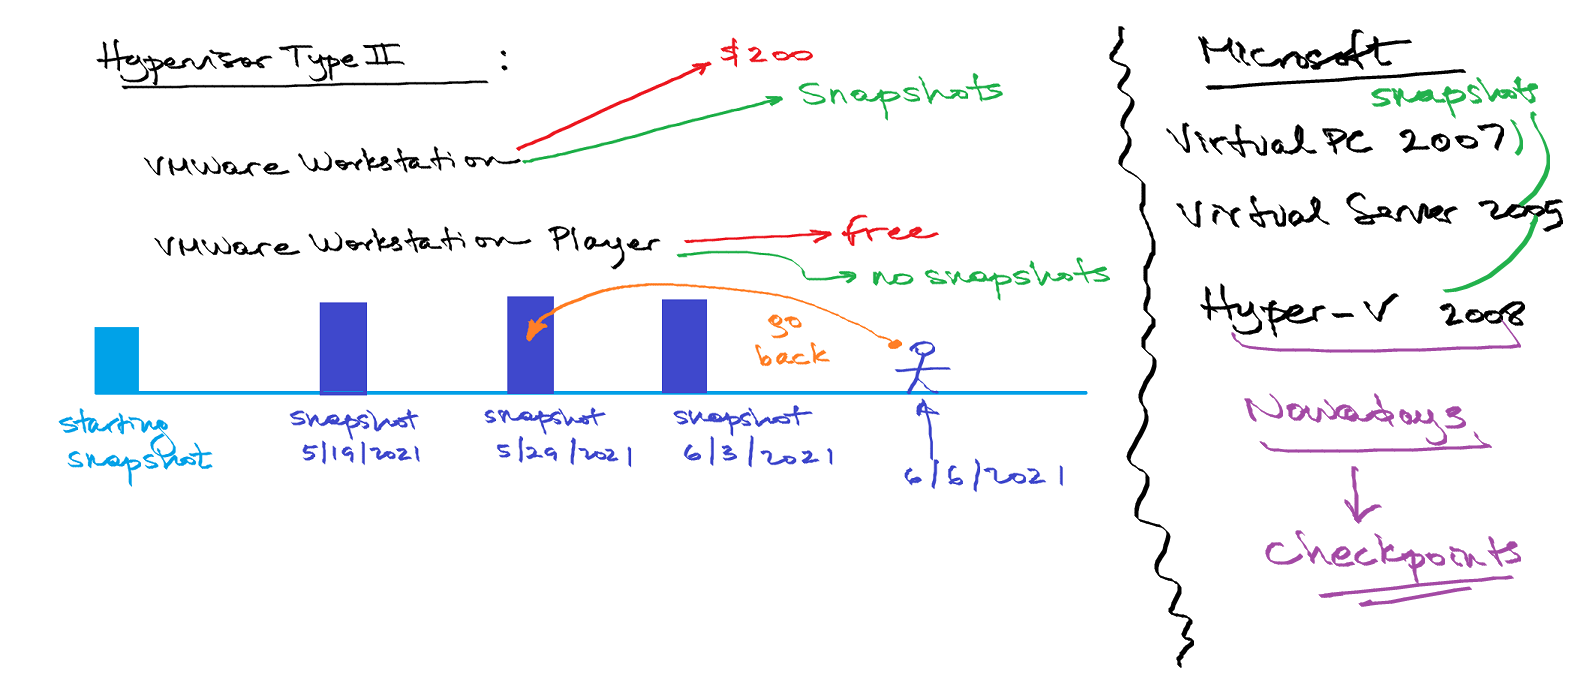 Hypervisor Type II :
$200
Snapshots
VMWare Workstation
VMWare Workstation Player
free
no snapshots
go
back
starting
snapshot
snapshot
5/19/2021
snapshot
5/29/2021
snapshot
6/3/2021
6/6/2021
Microsoft
snapshots
Virtual PC 2007
Virtual Server 2005
Hyper-V 2008
Nowadays
Checkpoints